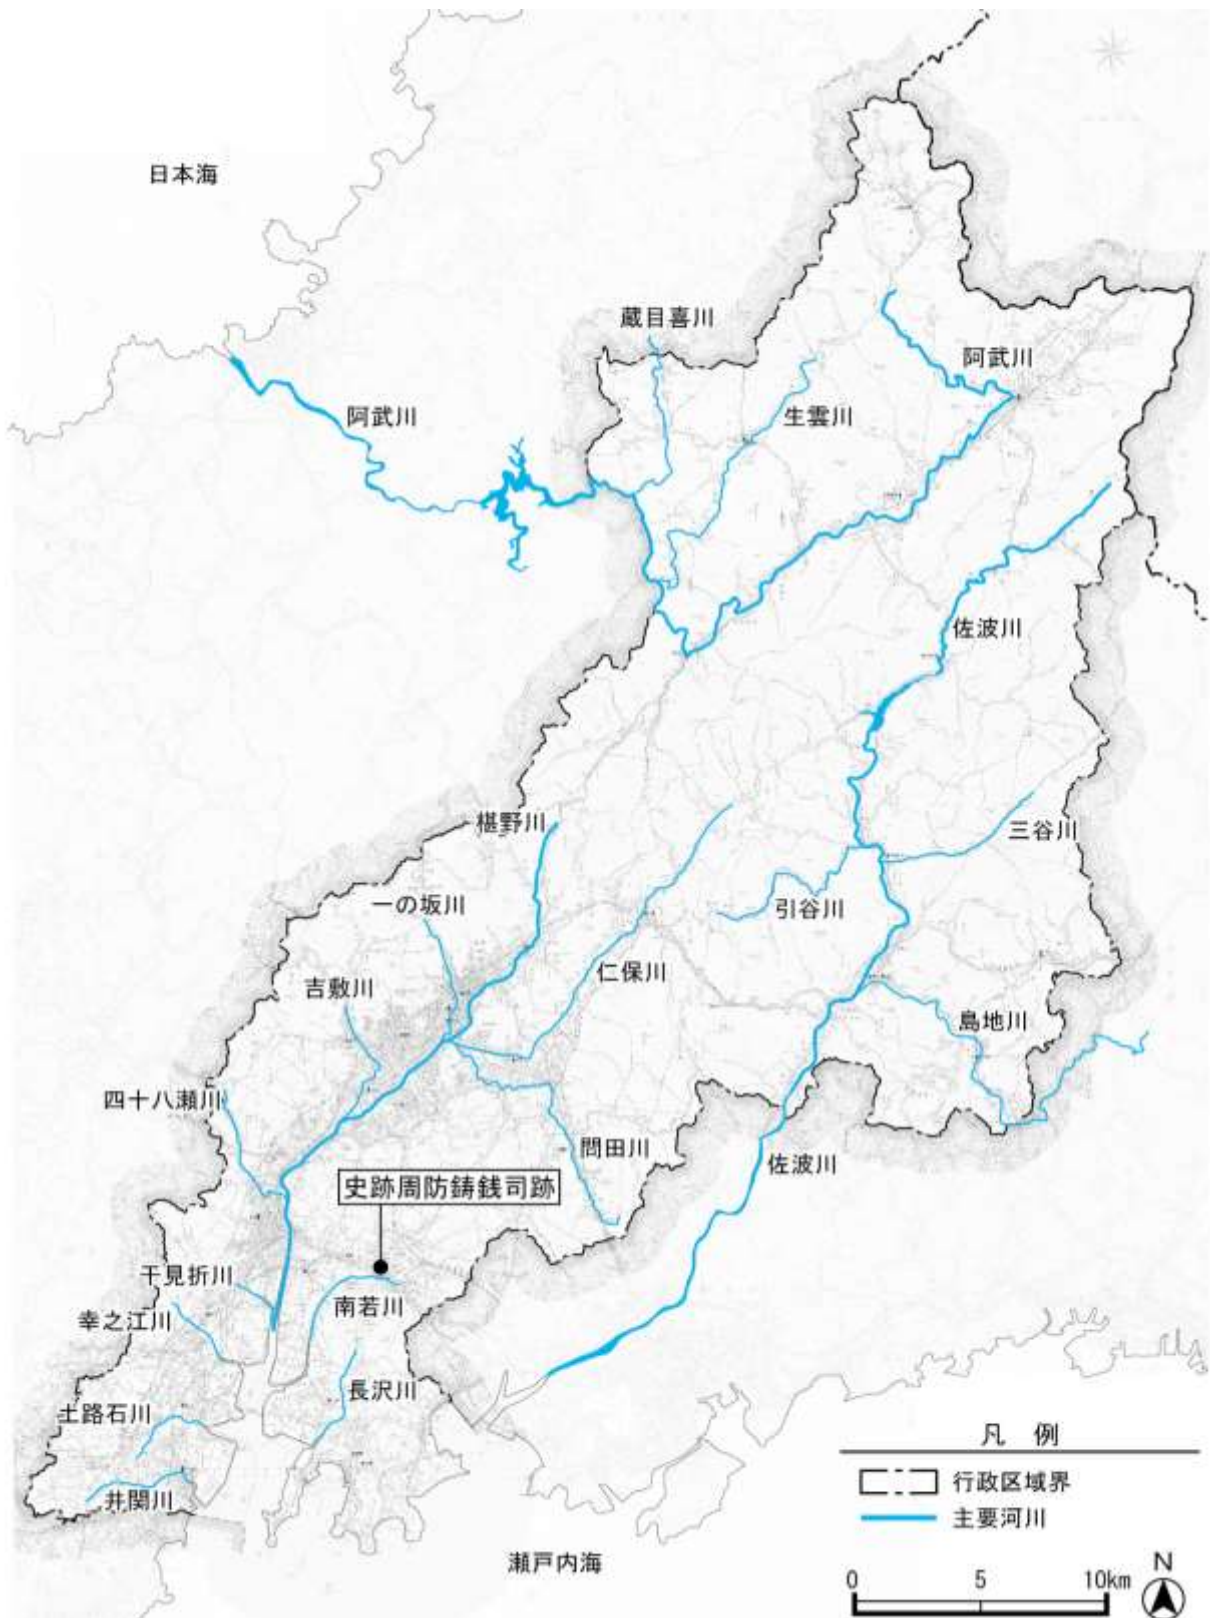 日本海
蔵目喜川
阿武川
阿武川
生雲川
佐波川
椹野川
三谷川
一の坂川
引谷川
仁保川
吉敷川
島地川
四十八瀬川
問田川
佐波川
史跡周防鋳銭司跡
干見折川
南若川
幸之江川
長沢川
土路石川
井関川
瀬戸内海
凡 例
行政区域界
主要河川
0 5 10km
N